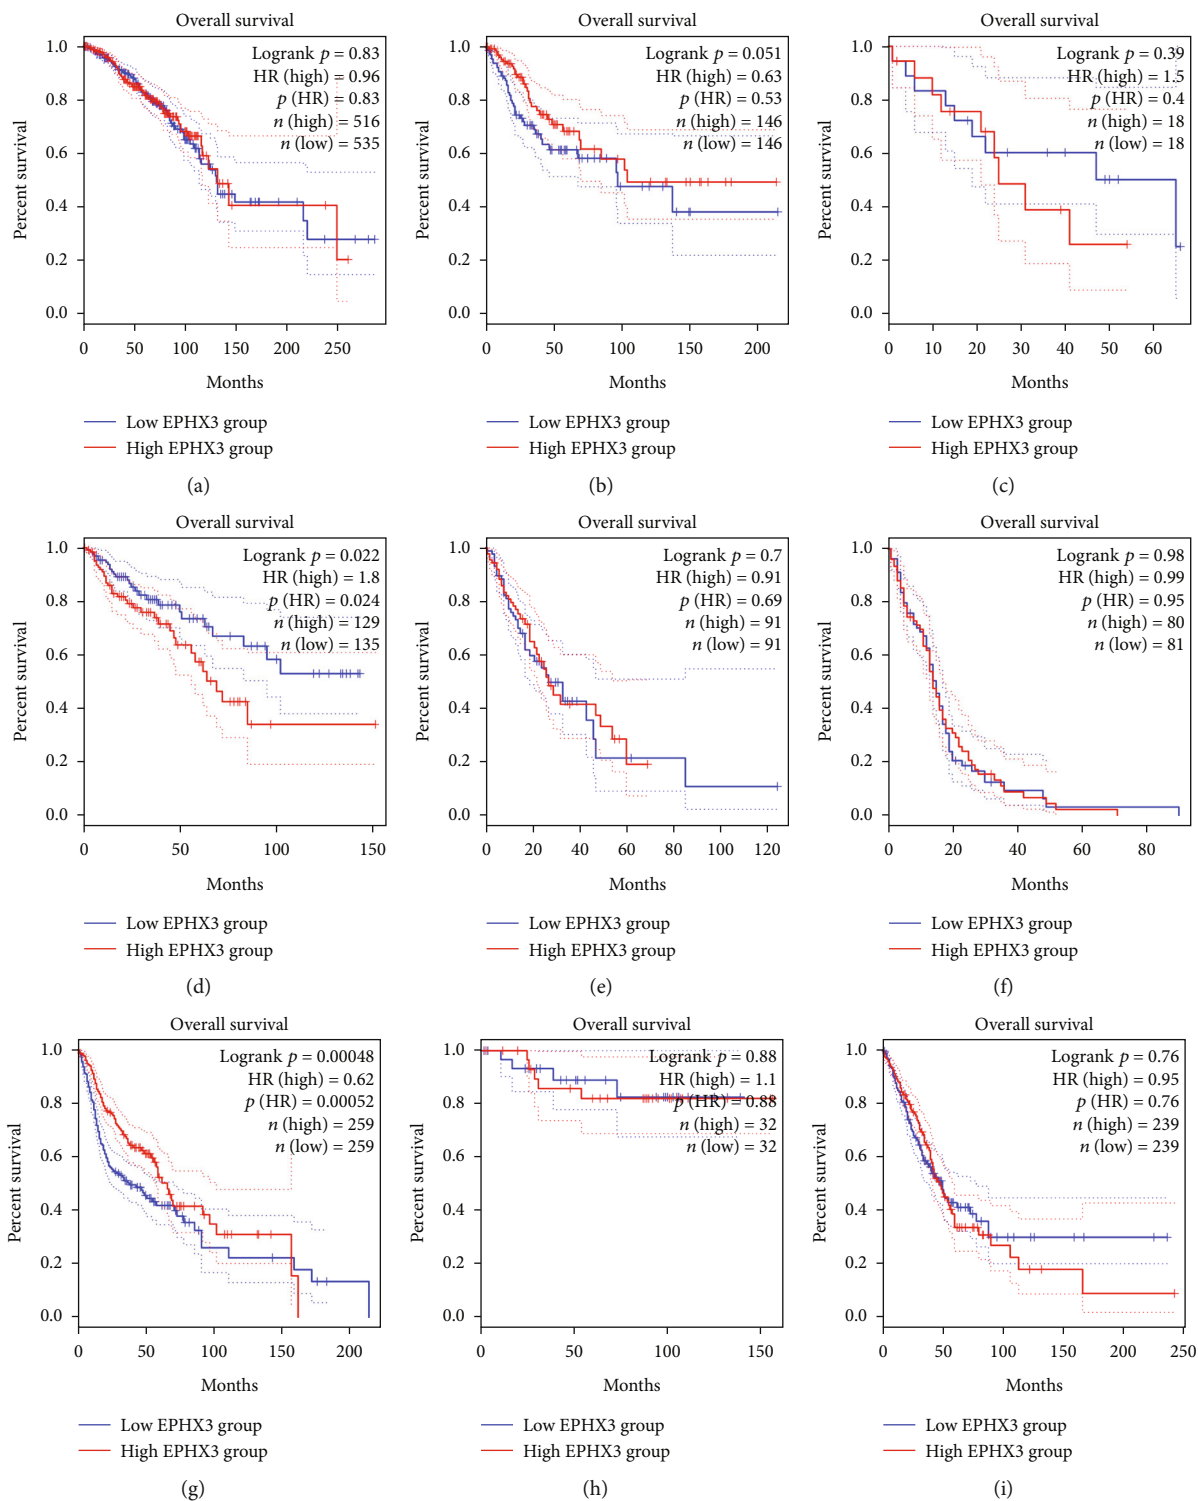 Overall survival
Percent survival
1.0
0.8
0.6
0.4
0.2
0.0
Logrank p = 0.83
HR (high) = 0.96
p (HR) = 0.83
n (high) = 516
n (low) = 535
0 50 100 150 200 250
Months
Low EPHX3 group
High EPHX3 group
(a)
Overall survival
Percent survival
1.0
0.8
0.6
0.4
0.2
0.0
Logrank p = 0.051
HR (high) = 0.63
p (HR) = 0.53
n (high) = 146
n (low) = 146
0 50 100 150 200
Months
Low EPHX3 group
High EPHX3 group
(b)
Overall survival
Percent survival
1.0
0.8
0.6
0.4
0.2
0.0
Logrank p = 0.39
HR (high) = 1.5
p (HR) = 0.4
n (high) = 18
n (low) = 18
0 10 20 30 40 50 60
Months
Low EPHX3 group
High EPHX3 group
(c)
Overall survival
Percent survival
1.0
0.8
0.6
0.4
0.2
0.0
Logrank p = 0.022
HR (high) = 1.8
p (HR) = 0.024
n (high) = 129
n (low) = 135
0 50 100 150
Months
Low EPHX3 group
High EPHX3 group
(d)
Overall survival
Percent survival
1.0
0.8
0.6
0.4
0.2
0.0
Logrank p = 0.7
HR (high) = 0.91
p (HR) = 0.69
n (high) = 91
n (low) = 91
0 20 40 60 80 100 120
Months
Low EPHX3 group
High EPHX3 group
(e)
Overall survival
Percent survival
1.0
0.8
0.6
0.4
0.2
0.0
Logrank p = 0.98
HR (high) = 0.99
p (HR) = 0.95
n (high) = 80
n (low) = 81
0 20 40 60 80
Months
Low EPHX3 group
High EPHX3 group
(f)
Overall survival
Percent survival
1.0
0.8
0.6
0.4
0.2
0.0
Logrank p = 0.00048
HR (high) = 0.62
p (HR) = 0.00052
n (high) = 259
n (low) = 259
0 50 100 150 200
Months
Low EPHX3 group
High EPHX3 group
(g)
Overall survival
Percent survival
1.0
0.8
0.6
0.4
0.2
0.0
Logrank p = 0.88
HR (high) = 1.1
p (HR) = 0.88
n (high) = 32
n (low) = 32
0 50 100 150
Months
Low EPHX3 group
High EPHX3 group
(h)
Overall survival
Percent survival
1.0
0.8
0.6
0.4
0.2
0.0
Logrank p = 0.76
HR (high) = 0.95
p (HR) = 0.76
n (high) = 239
n (low) = 239
0 50 100 150 200 250
Months
Low EPHX3 group
High EPHX3 group
(i)